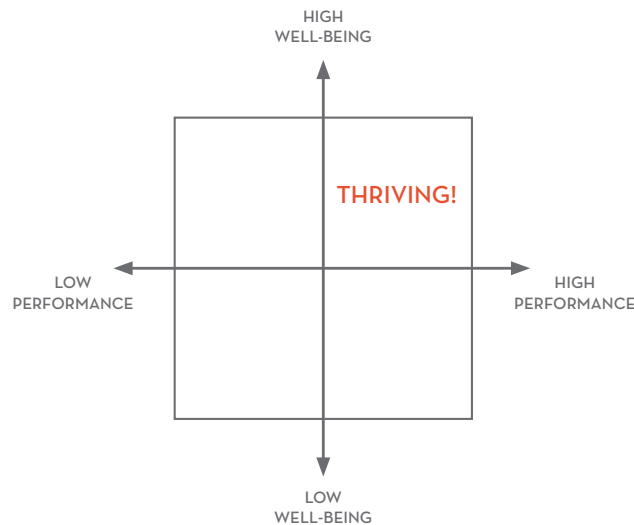 HIGH
WELL-BEING
THRIVING!
LOW
PERFORMANCE
HIGH
PERFORMANCE
LOW
WELL-BEING